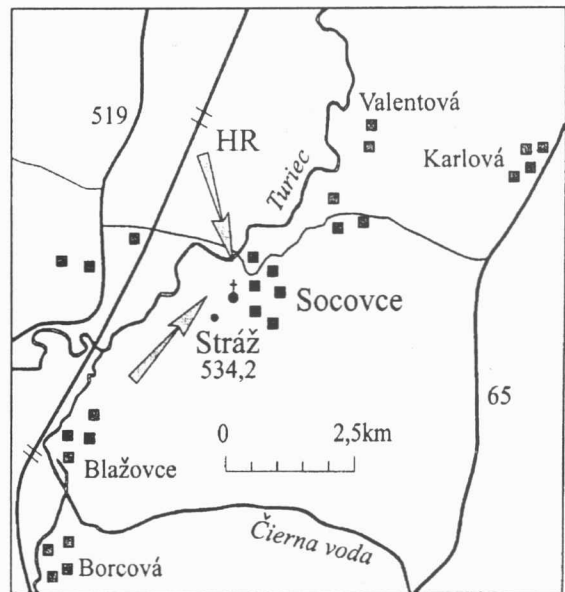 519
HR
Valentová
Karlová
Turiec
Socovce
Stráž
534,2
65
0 2,5km
Blažovce
Čierna voda
Borcová